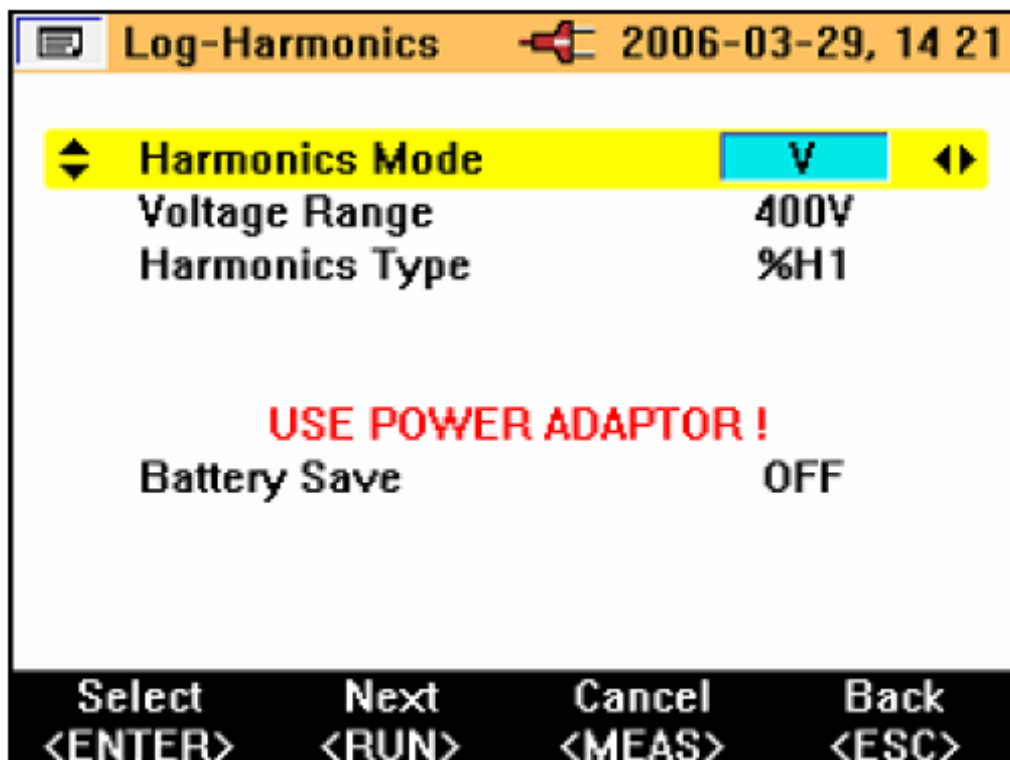 Log-Harmonics 2006-03-29, 14 21
Harmonics Mode V
Voltage Range 400V
Harmonics Type %H1
USE POWER ADAPTOR !
Battery Save OFF
Select Next Cancel Back
<ENTER> <RUN> <MEAS> <ESC>